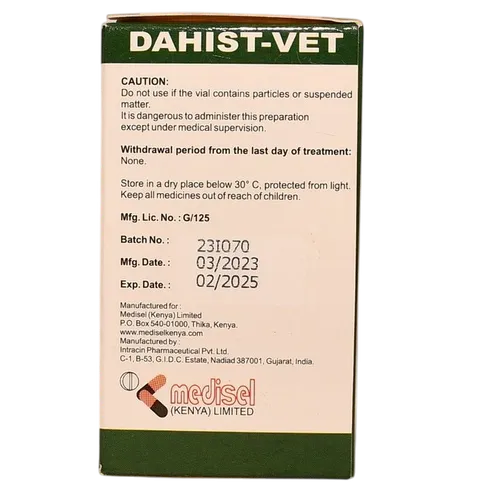 DAHIST-VET
CAUTION:
Do not use if the vial contains particles or suspended
matter.
It is dangerous to administer this preparation
except under medical supervision.
Withdrawal period from the last day of treatment:
None.
Store in a dry place below 30° C, protected from light.
Keep all medicines out of reach of children.
Mfg. Lic. No. : G/125
Batch No. : 23I070
Mfg. Date. : 03/2023
Exp. Date. : 02/2025
Manufactured for :
Medisel (Kenya) Limited
P.O. Box 540-01000, Thika, Kenya.
www.mediselkenya.com
Manufactured by :
Intracin Pharmaceutical Pvt. Ltd.
C-1, B-53, G.I.D.C. Estate, Nadiad 387001, Gujarat, India.
medisel
(KENYA) LIMITED